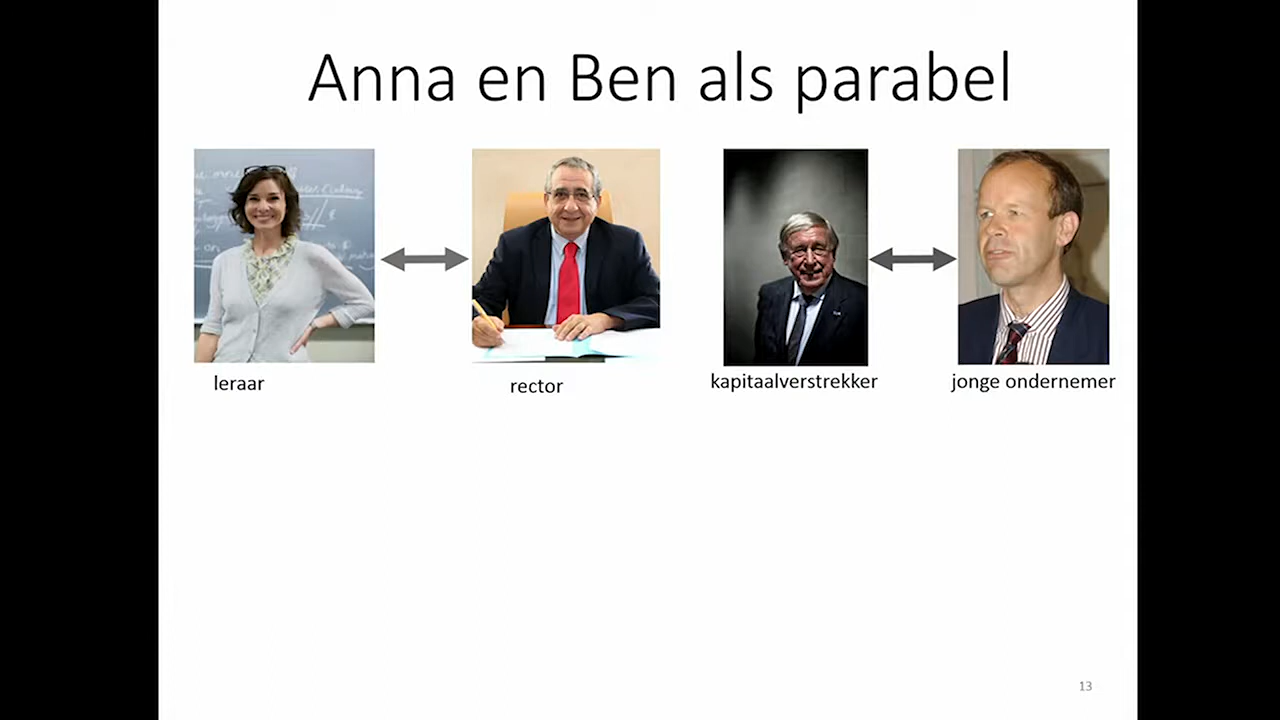 Anna en Ben als parabel
leraar
rector
kapitaalverstrekker
jonge ondernemer
13